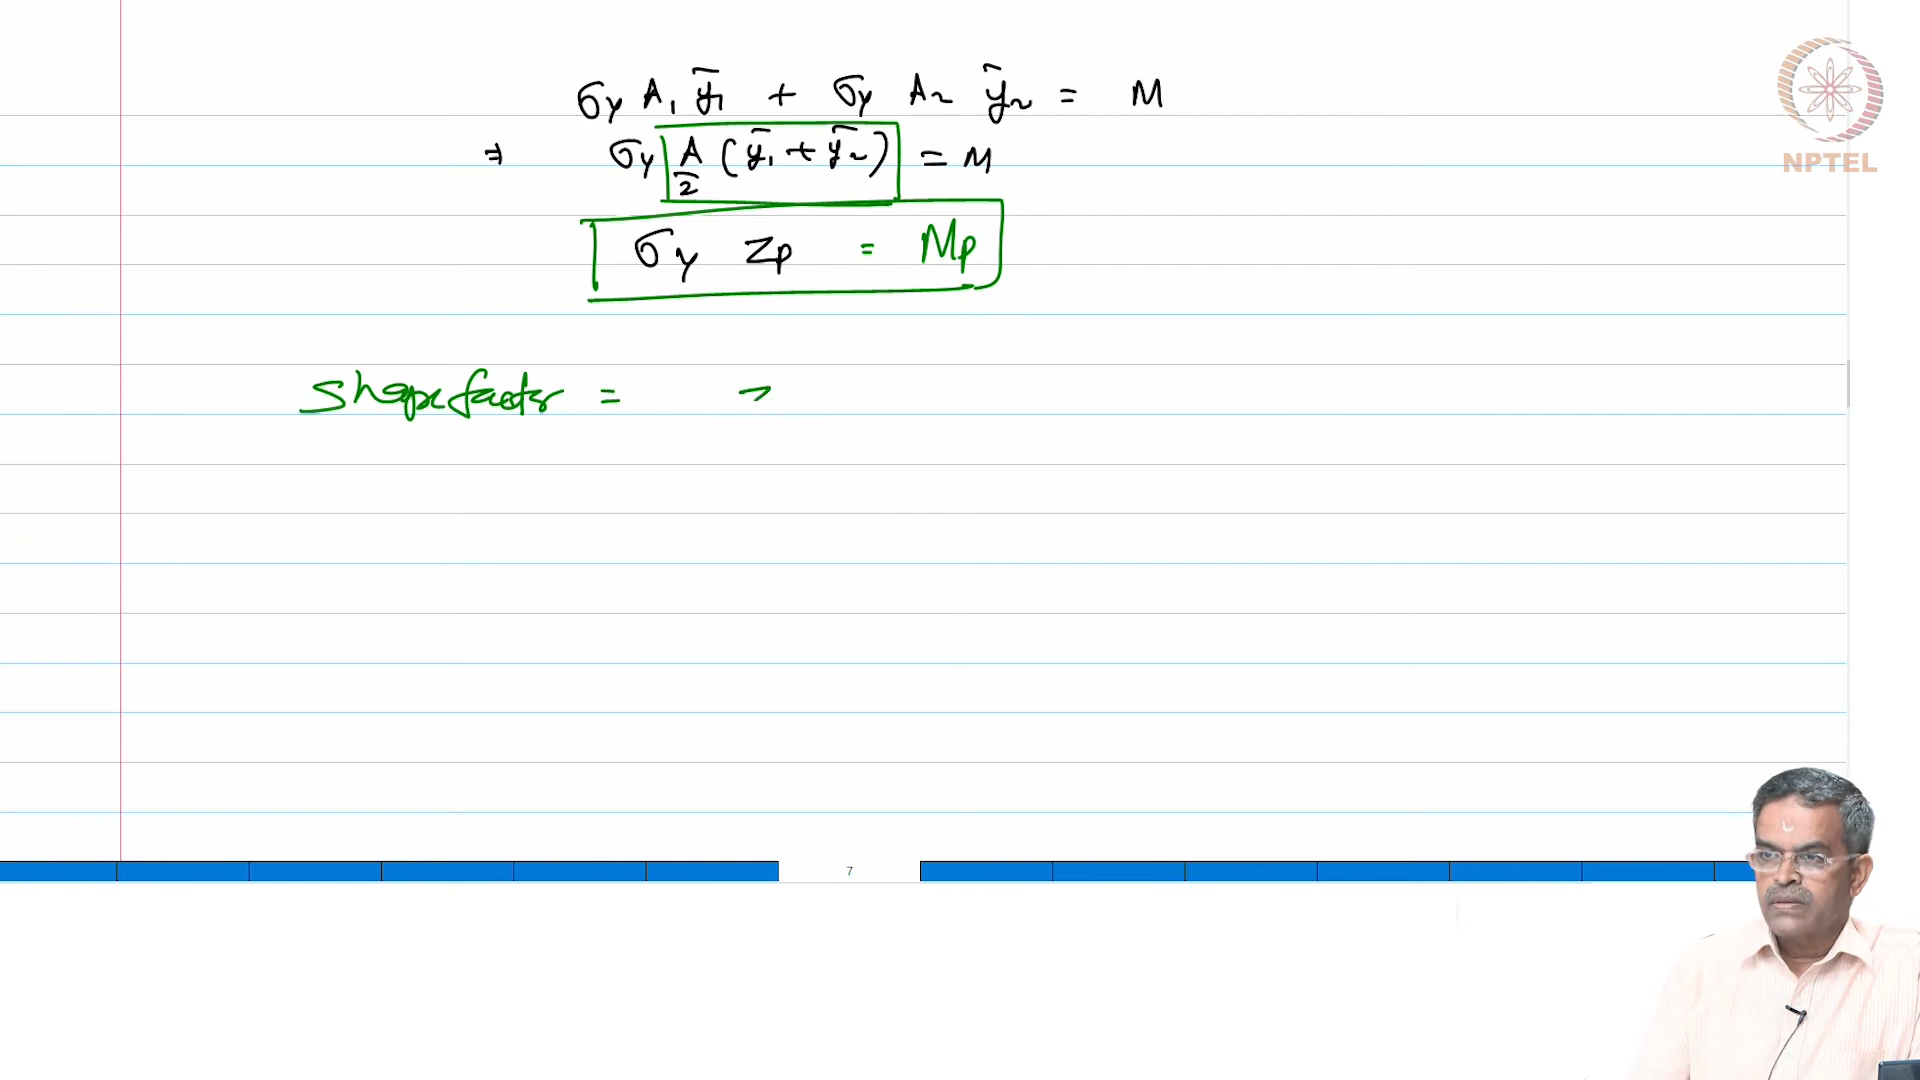 σy A₁ ȳ₁ + σy A₂ ȳ₂ = M
⇒ σy A/2 (ȳ₁ + ȳ₂) = M
σy Zp = Mp
Shape factor =
7
NPTEL